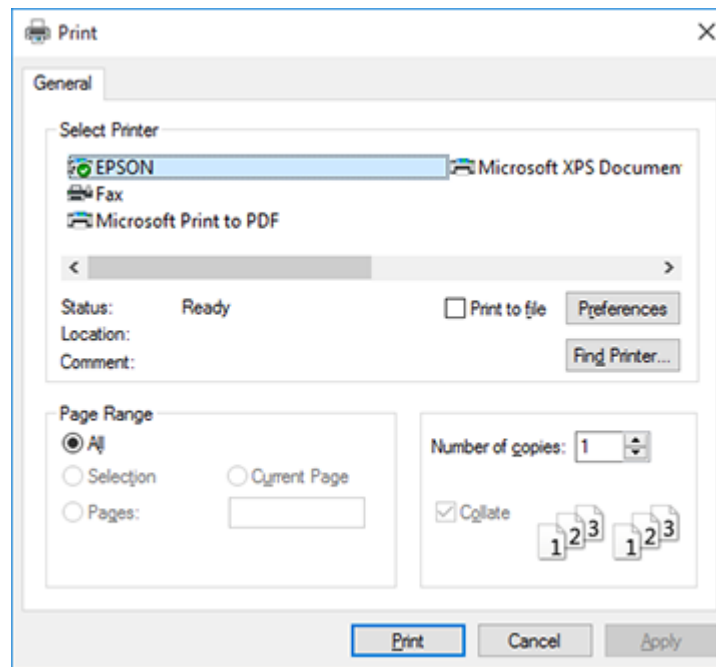 Print
General
Select Printer
EPSON
Microsoft XPS Documen
Fax
Microsoft Print to PDF
Status: Ready
Print to file
Preferences
Location:
Comment:
Find Printer...
Page Range
All
Selection
Current Page
Pages:
Number of copies: 1
Collate
1 2 3 1 2 3
Print
Cancel
Apply